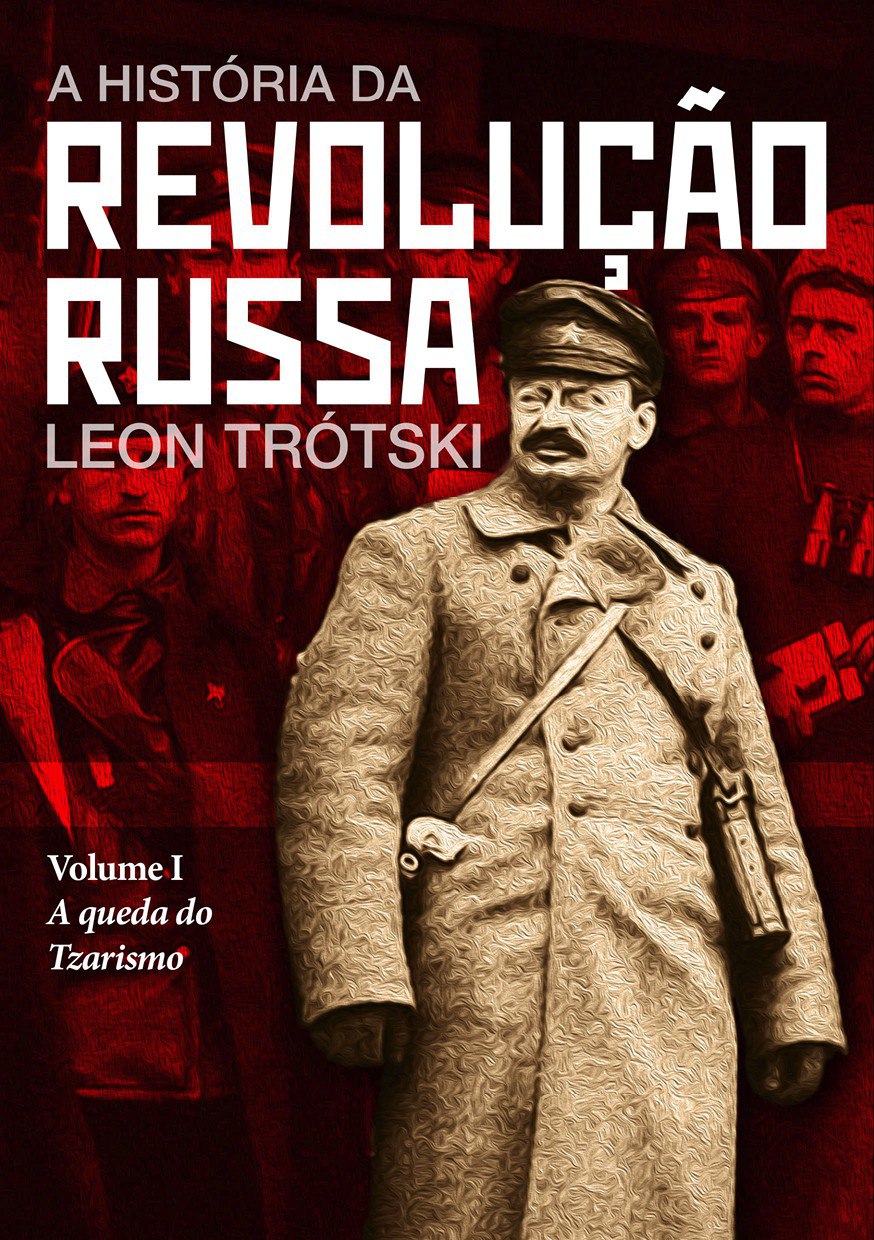 A HISTÓRIA DA
REVOLUÇÃO
RUSSA
LEON TRÓTSKI
Volume I
A queda do
Tzarismo